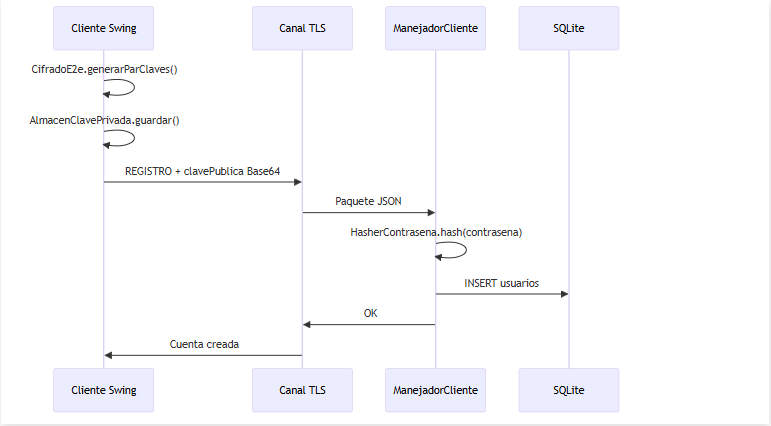 Cliente Swing
Canal TLS
ManejadorCliente
SQLite
CifradoE2e.generarParClaves()
AlmacenClavePrivada.guardar()
REGISTRO + clavePublica Base64
Paquete JSON
HasherContrasena.hash(contrasena)
INSERT usuarios
OK
Cuenta creada
Cliente Swing
Canal TLS
ManejadorCliente
SQLite